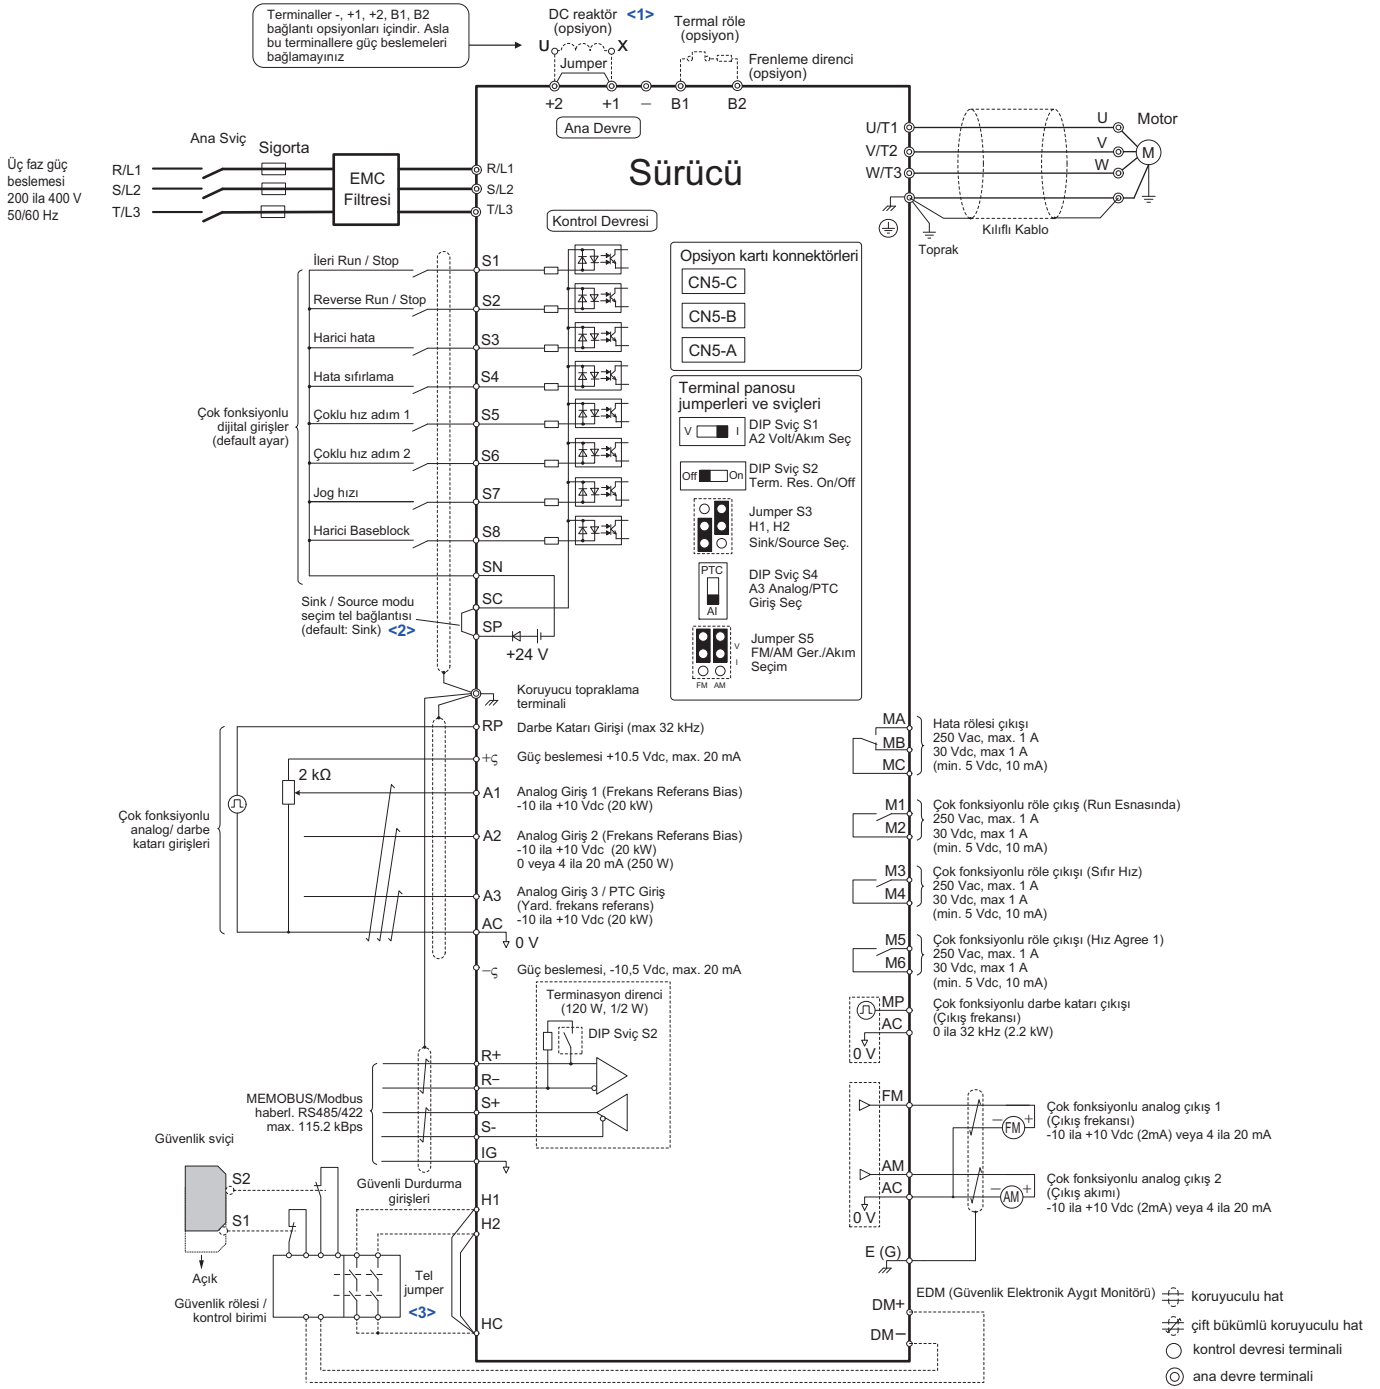 Terminaller -, +1, +2, B1, B2
bağlantı opsiyonları içindir. Asla
bu terminallere güç beslemeleri
bağlamayınız
DC reaktör <1>
(opsiyon)
U X
Jumper
Termal röle
(opsiyon)
Frenleme direnci
(opsiyon)
+2 +1 − B1 B2
Ana Devre
Sürücü
Üç faz güç
beslemesi
200 ila 400 V
50/60 Hz
Ana Sviç
Sigorta
R/L1
S/L2
T/L3
EMC
Filtresi
R/L1
S/L2
T/L3
U/T1
V/T2
W/T3
U
V
W
Motor
M
Kılıflı Kablo
Toprak
Kontrol Devresi
Çok fonksiyonlu
dijital girişler
(default ayar)
İleri Run / Stop
S1
Reverse Run / Stop
S2
Harici hata
S3
Hata sıfırlama
S4
Çoklu hız adım 1
S5
Çoklu hız adım 2
S6
Jog hızı
S7
Harici Baseblock
S8
SN
SC
SP
+24 V
Sink / Source modu
seçim tel bağlantısı
(default: Sink) <2>
Opsiyon kartı konnektörleri
CN5-C
CN5-B
CN5-A
Terminal panosu
jumperleri ve sviçleri
V I
DIP Sviç S1
A2 Volt/Akım Seç
Off On
DIP Sviç S2
Term. Res. On/Off
Jumper S3
H1, H2
Sink/Source Seç.
PTC
AI
DIP Sviç S4
A3 Analog/PTC
Giriş Seç
V
I
FM AM
Jumper S5
FM/AM Ger./Akım
Seçim
Koruyucu topraklama
terminali
Çok fonksiyonlu
analog/ darbe
katarı girişleri
2 kΩ
RP Darbe Katarı Girişi (max 32 kHz)
+ς Güç beslemesi +10.5 Vdc, max. 20 mA
A1 Analog Giriş 1 (Frekans Referans Bias)
-10 ila +10 Vdc (20 kW)
A2 Analog Giriş 2 (Frekans Referans Bias)
-10 ila +10 Vdc (20 kW)
0 veya 4 ila 20 mA (250 W)
A3 Analog Giriş 3 / PTC Giriş
(Yard. frekans referans)
-10 ila +10 Vdc (20 kW)
AC
0 V
−ς Güç beslemesi, -10,5 Vdc, max. 20 mA
Terminasyon direnci
(120 W, 1/2 W)
DIP Sviç S2
MEMOBUS/Modbus
haberl. RS485/422
max. 115.2 kBps
R+
R−
S+
S-
IG
MA
MB
MC
Hata rölesi çıkışı
250 Vac, max. 1 A
30 Vdc, max 1 A
(min. 5 Vdc, 10 mA)
M1
M2
Çok fonksiyonlu röle çıkış (Run Esnasında)
250 Vac, max. 1 A
30 Vdc, max 1 A
(min. 5 Vdc, 10 mA)
M3
M4
Çok fonksiyonlu röle çıkışı (Sıfır Hız)
250 Vac, max. 1 A
30 Vdc, max 1 A
(min. 5 Vdc, 10 mA)
M5
M6
Çok fonksiyonlu röle çıkışı (Hız Agree 1)
250 Vac, max. 1 A
30 Vdc, max 1 A
(min. 5 Vdc, 10 mA)
MP
AC
0 V
Çok fonksiyonlu darbe katarı çıkışı
(Çıkış frekansı)
0 ila 32 kHz (2.2 kW)
FM
− FM +
Çok fonksiyonlu analog çıkış 1
(Çıkış frekansı)
-10 ila +10 Vdc (2mA) veya 4 ila 20 mA
AM
AC
0 V
− AM +
Çok fonksiyonlu analog çıkış 2
(Çıkış akımı)
-10 ila +10 Vdc (2mA) veya 4 ila 20 mA
E (G)
Güvenlik sviçi
S2
S1
Açık
Güvenlik rölesi /
kontrol birimi
Güvenli Durdurma
girişleri
H1
H2
HC
Tel
jumper
<3>
DM+
DM−
EDM (Güvenlik Elektronik Aygıt Monitörü)
koruyuculu hat
çift bükümlü koruyuculu hat
kontrol devresi terminali
ana devre terminali